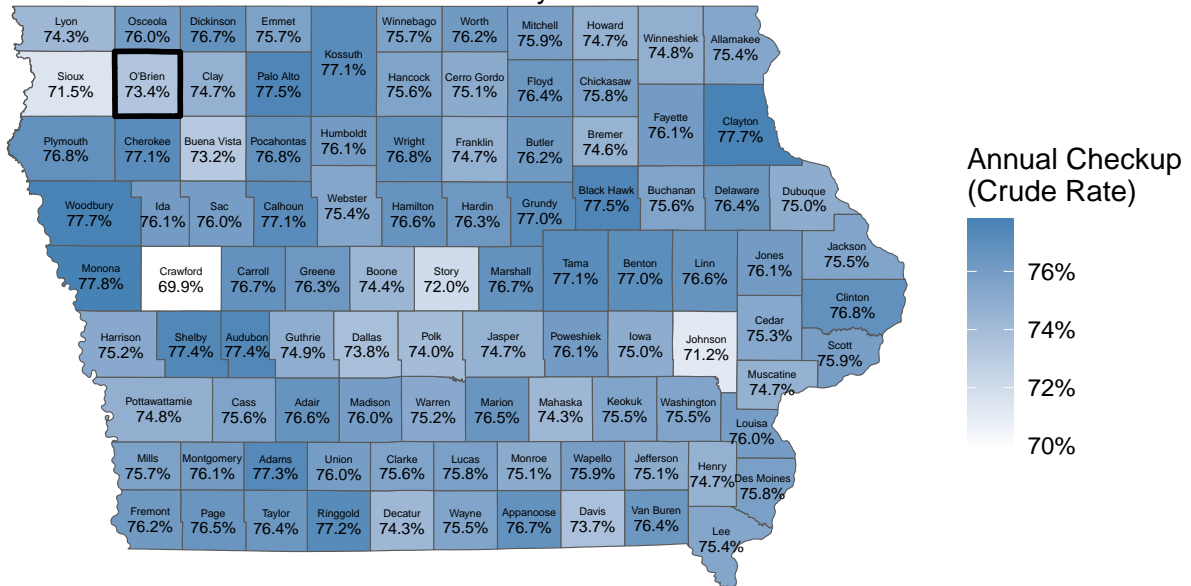 Lyon
74.3%
Osceola
76.0%
Dickinson
76.7%
Emmet
75.7%
Kossuth
77.1%
Winnebago
75.7%
Worth
76.2%
Mitchell
75.9%
Howard
74.7%
Winneshiek
74.8%
Allamakee
75.4%
Sioux
71.5%
O'Brien
73.4%
Clay
74.7%
Palo Alto
77.5%
Hancock
75.6%
Cerro Gordo
75.1%
Floyd
76.4%
Chickasaw
75.8%
Fayette
76.1%
Clayton
77.7%
Plymouth
76.8%
Cherokee
77.1%
Buena Vista
73.2%
Pocahontas
76.8%
Humboldt
76.1%
Wright
76.8%
Franklin
74.7%
Butler
76.2%
Bremer
74.6%
Woodbury
77.7%
Ida
76.1%
Sac
76.0%
Calhoun
77.1%
Webster
75.4%
Hamilton
76.6%
Hardin
76.3%
Grundy
77.0%
Black Hawk
77.5%
Buchanan
75.6%
Delaware
76.4%
Dubuque
75.0%
Monona
77.8%
Crawford
69.9%
Carroll
76.7%
Greene
76.3%
Boone
74.4%
Story
72.0%
Marshall
76.7%
Tama
77.1%
Benton
77.0%
Linn
76.6%
Jones
76.1%
Jackson
75.5%
Clinton
76.8%
Harrison
75.2%
Shelby
77.4%
Audubon
77.4%
Guthrie
74.9%
Dallas
73.8%
Polk
74.0%
Jasper
74.7%
Poweshiek
76.1%
Iowa
75.0%
Johnson
71.2%
Cedar
75.3%
Scott
75.9%
Muscatine
74.7%
Pottawattamie
74.8%
Cass
75.6%
Adair
76.6%
Madison
76.0%
Warren
75.2%
Marion
76.5%
Mahaska
74.3%
Keokuk
75.5%
Washington
75.5%
Louisa
76.0%
Mills
75.7%
Montgomery
76.1%
Adams
77.3%
Union
76.0%
Clarke
75.6%
Lucas
75.8%
Monroe
75.1%
Wapello
75.9%
Jefferson
75.1%
Henry
74.7%
Des Moines
75.8%
Fremont
76.2%
Page
76.5%
Taylor
76.4%
Ringgold
77.2%
Decatur
74.3%
Wayne
75.5%
Appanoose
76.7%
Davis
73.7%
Van Buren
76.4%
Lee
75.4%
Annual Checkup
(Crude Rate)
76%
74%
72%
70%